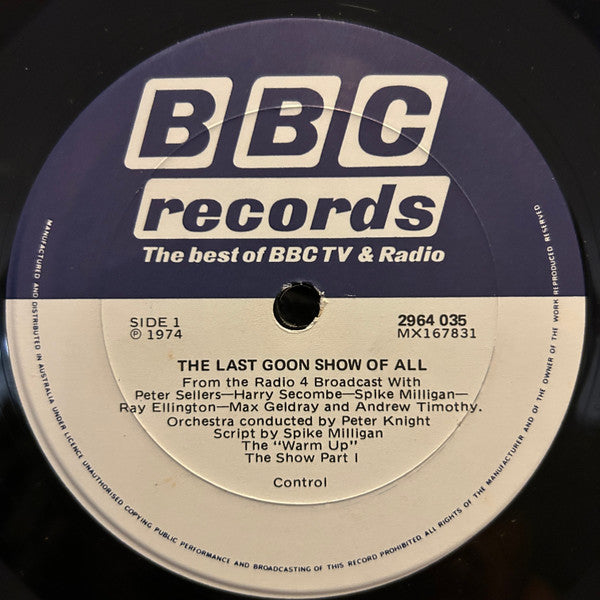 BBC
records
The best of BBC TV & Radio
SIDE 1
℗ 1974
2964 035
MX167831
THE LAST GOON SHOW OF ALL
From the Radio 4 Broadcast With
Peter Sellers—Harry Secombe—Spike Milligan—
Ray Ellington—Max Geldray and Andrew Timothy.
Orchestra conducted by Peter Knight
Script by Spike Milligan
The "Warm Up"
The Show Part I
Control
MANUFACTURED AND DISTRIBUTED IN AUSTRALIA UNDER LICENCE UNAUTHORISED COPYING PUBLIC PERFORMANCE AND BROADCASTING OF THIS RECORD PROHIBITED ALL RIGHTS OF THE MANUFACTURER AND OF THE OWNER OF THE WORK REPRODUCED RESERVED